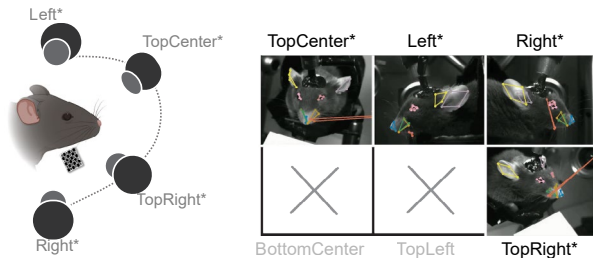 Left*
TopCenter*
TopRight*
Right*
TopCenter* Left* Right*
BottomCenter TopLeft TopRight*